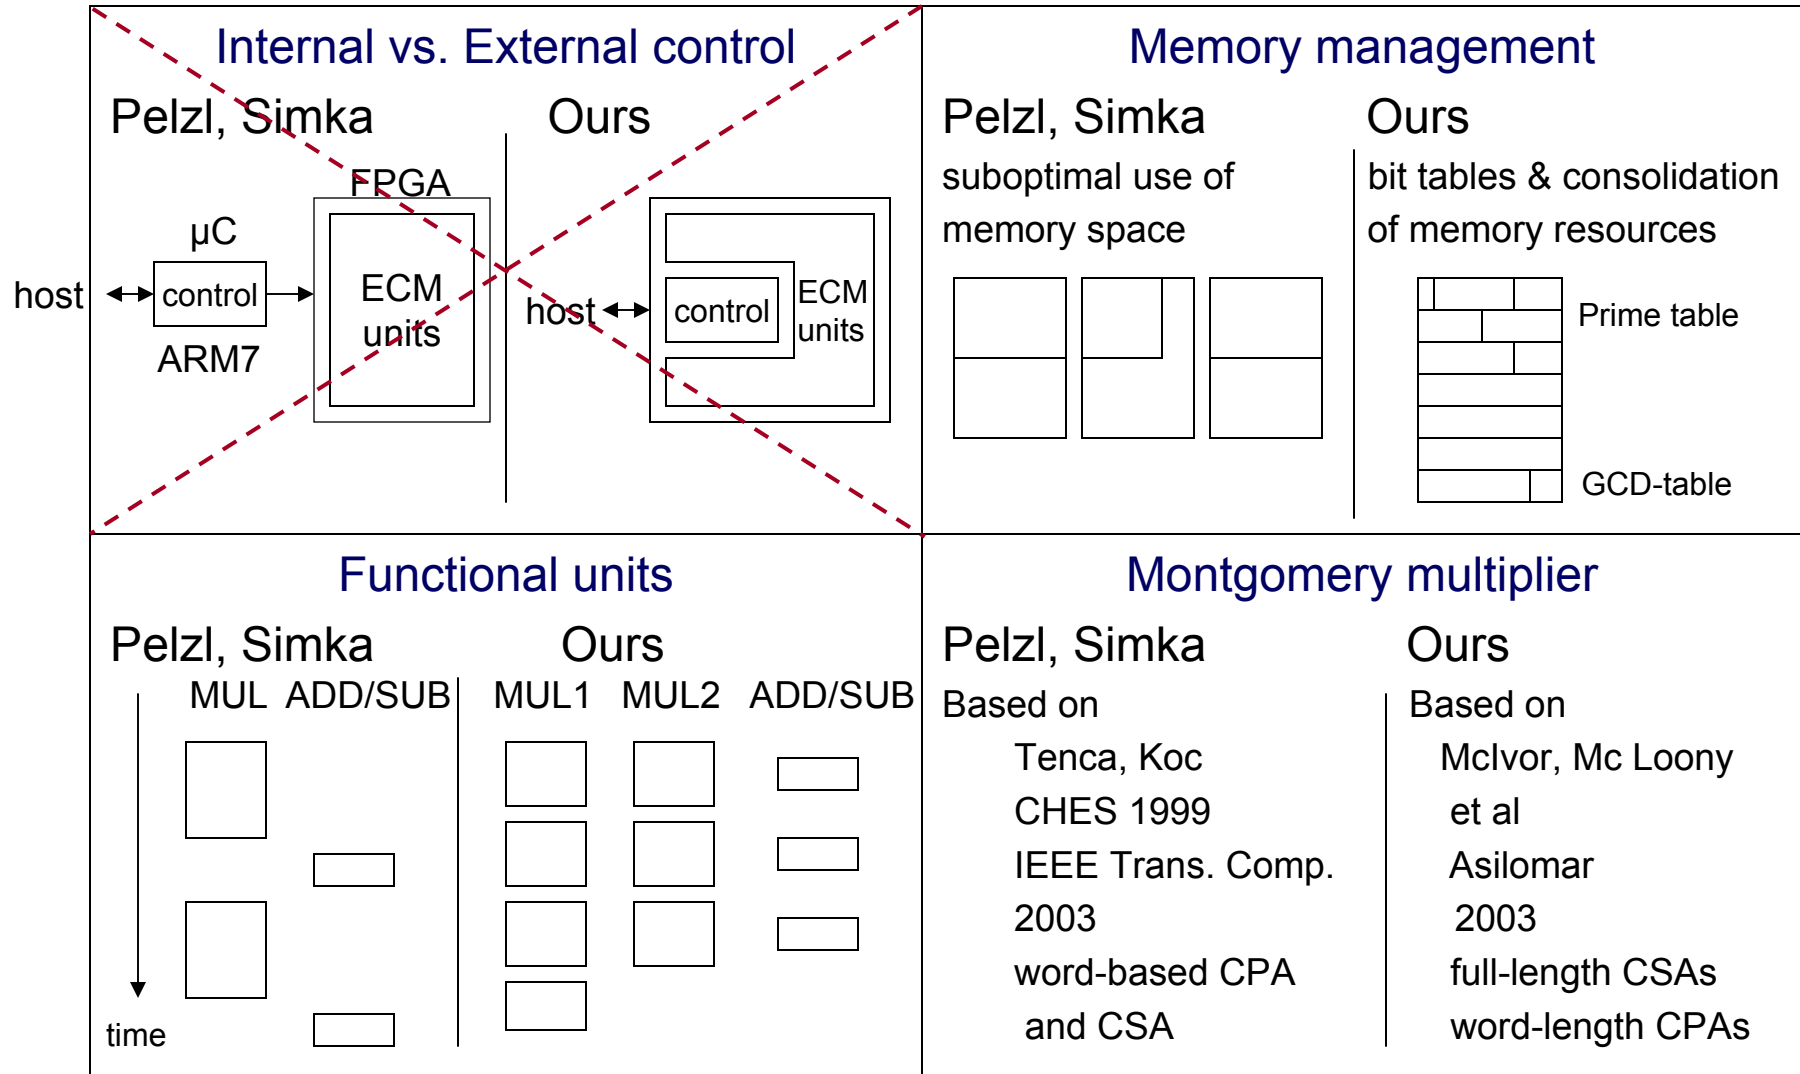 Internal vs. External control
Pelzl, Simka
Ours
FPGA
µC
host
control
ECM
units
ARM7
host
control
ECM
units
Memory management
Pelzl, Simka
Ours
suboptimal use of
memory space
bit tables & consolidation
of memory resources
Prime table
GCD-table
Functional units
Pelzl, Simka
Ours
MUL
ADD/SUB
MUL1
MUL2
ADD/SUB
time
Montgomery multiplier
Pelzl, Simka
Ours
Based on
Tenca, Koc
CHES 1999
IEEE Trans. Comp.
2003
word-based CPA
and CSA
Based on
McIvor, Mc Loony
et al
Asilomar
2003
full-length CSAs
word-length CPAs